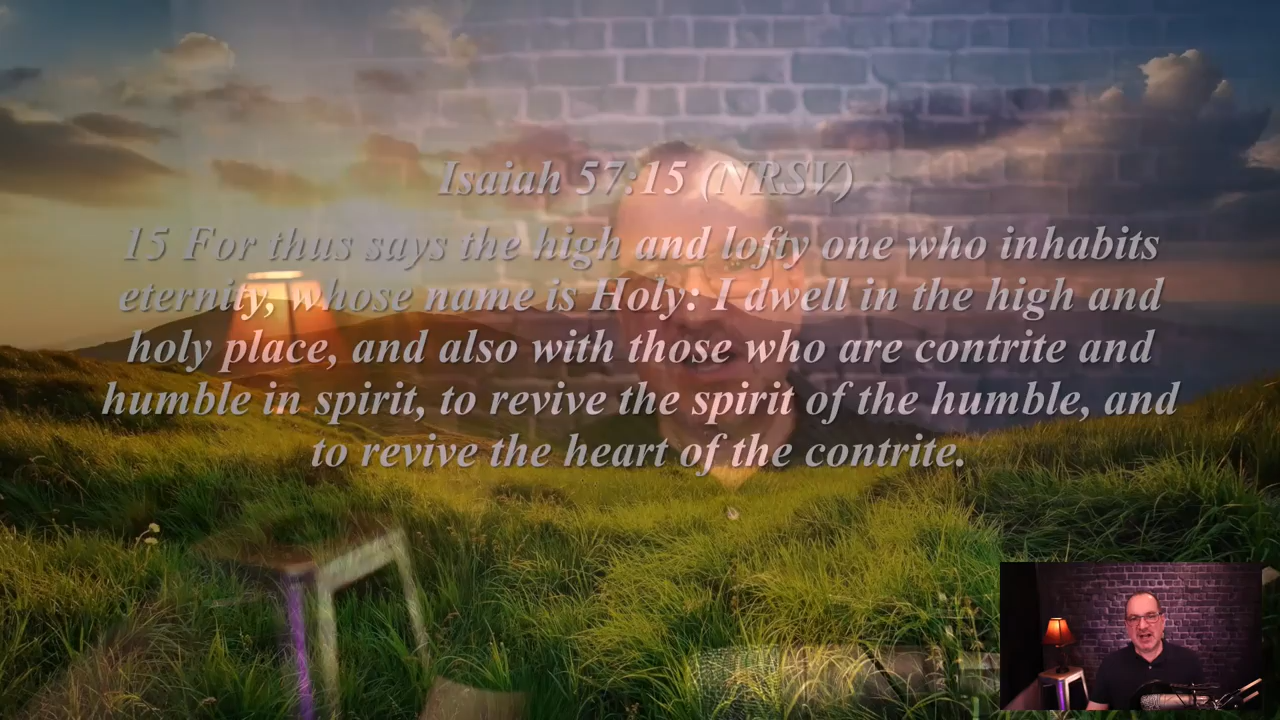 Isaiah 57:15 (NRSV)
15 For thus says the high and lofty one who inhabits
eternity, whose name is Holy: I dwell in the high and
holy place, and also with those who are contrite and
humble in spirit, to revive the spirit of the humble, and
to revive the heart of the contrite.